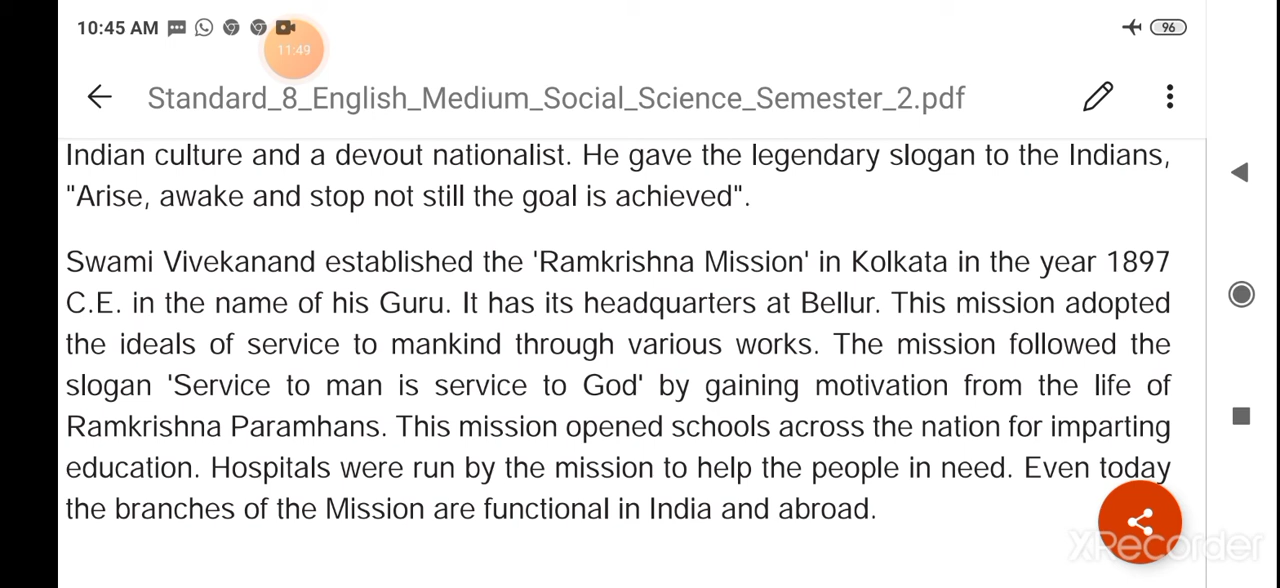 10:45 AM
96
11:49
Standard_8_English_Medium_Social_Science_Semester_2.pdf
Indian culture and a devout nationalist. He gave the legendary slogan to the Indians,
"Arise, awake and stop not still the goal is achieved".
Swami Vivekanand established the 'Ramkrishna Mission' in Kolkata in the year 1897
C.E. in the name of his Guru. It has its headquarters at Bellur. This mission adopted
the ideals of service to mankind through various works. The mission followed the
slogan 'Service to man is service to God' by gaining motivation from the life of
Ramkrishna Paramhans. This mission opened schools across the nation for imparting
education. Hospitals were run by the mission to help the people in need. Even today
the branches of the Mission are functional in India and abroad.
XRecorder